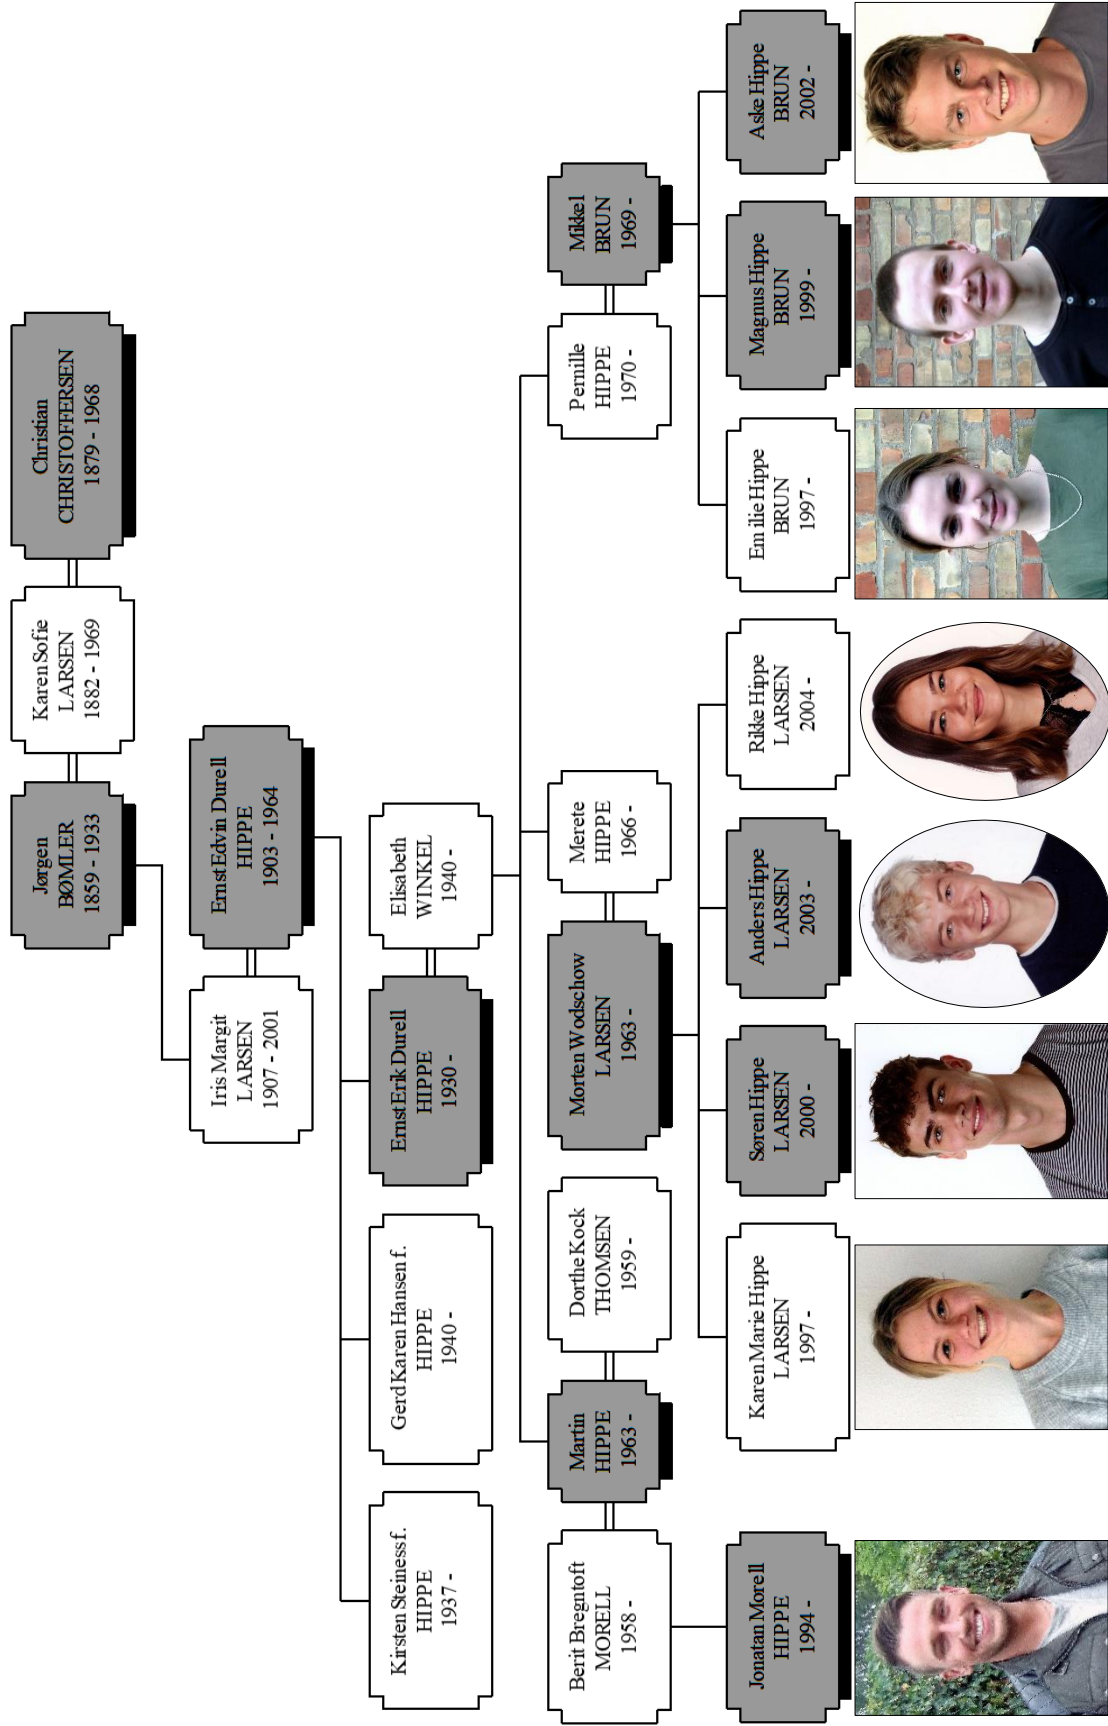 Jørgen
BØMLER
1859 - 1933
Karen Sofie
LARSEN
1882 - 1969
Christian
CHRISTOFFERSEN
1879 - 1968
Iris Margit
LARSEN
1907 - 2001
Ernst Edvin Durell
HIPPE
1903 - 1964
Kirsten Steiness f.
HIPPE
1937 -
Gerd Karen Hansen f.
HIPPE
1940 -
Ernst Erik Durell
HIPPE
1930 -
Elisabeth
WINKEL
1940 -
Berit Bregntoft
MORELL
1958 -
Martin
HIPPE
1963 -
Dorthe Kock
THOMSEN
1959 -
Morten Wodschow
LARSEN
1963 -
Merete
HIPPE
1966 -
Pernille
HIPPE
1970 -
Mikkel
BRUN
1969 -
Jonatan Morell
HIPPE
1994 -
Karen Marie Hippe
LARSEN
1997 -
Søren Hippe
LARSEN
2000 -
Anders Hippe
LARSEN
2003 -
Rikke Hippe
LARSEN
2004 -
Emilie Hippe
BRUN
1997 -
Magnus Hippe
BRUN
1999 -
Aske Hippe
BRUN
2002 -